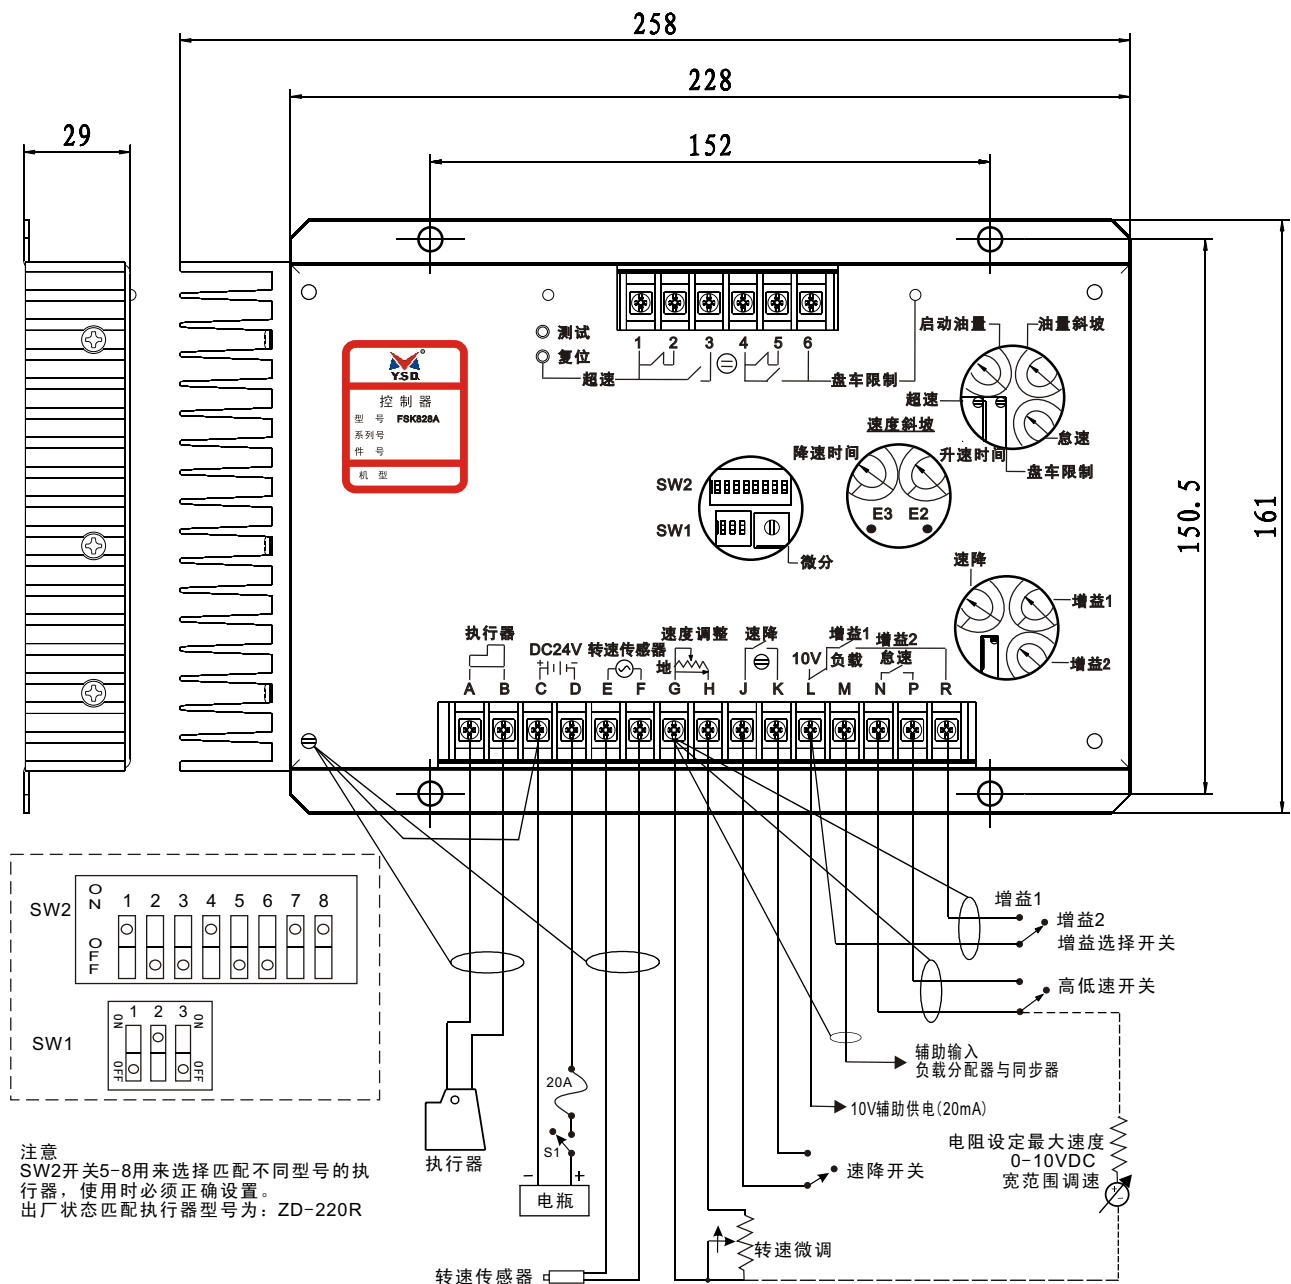 258
228
29
152
150.5
161
测试
复位
超速
1 2 3 4 5 6
盘车限制
启动油量
油量斜坡
超速
怠速
盘车限制
速度斜坡
降速时间
升速时间
E3 E2
Y.S.D.
控制器
型 号 FSK828A
系列号
件 号
机 型
SW2
SW1
微分
速降
增益1
增益2
执行器
DC24V
转速传感器
速度调整
地
速降
增益1
10V
负载
增益2
怠速
A B C D E F G H J K L M N P R
SW2
ON
OFF
1 2 3 4 5 6 7 8
SW1
ON
OFF
1 2 3
ON
OFF
注意
SW2开关5-8用来选择匹配不同型号的执
行器，使用时必须正确设置。
出厂状态匹配执行器型号为：ZD-220R
执行器
20A
S1
− +
电瓶
转速传感器
增益1
增益2
增益选择开关
高低速开关
辅助输入
负载分配器与同步器
10V辅助供电(20mA)
速降开关
转速微调
电阻设定最大速度
0-10VDC
宽范围调速